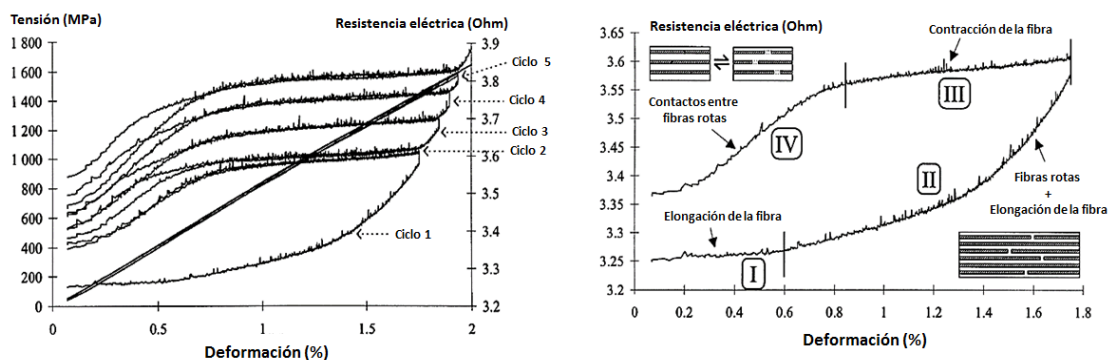 Tensión (MPa)
Resistencia eléctrica (Ohm)
1 800
1 600
1 400
1 200
1 000
800
600
400
200
0
3.9
3.8
3.7
3.6
3.5
3.4
3.3
3.2
Ciclo 5
Ciclo 4
Ciclo 3
Ciclo 2
Ciclo 1
0
0.5
1
1.5
2
Deformación (%)
Resistencia eléctrica (Ohm)
3.65
3.6
3.55
3.45
3.4
3.35
3.3
3.25
3.2
Contracción de la fibra
Contactos entre
fibras rotas
III
IV
II
Fibras rotas
+
Elongación de la fibra
Elongación de la fibra
I
0.0
0.2
0.4
0.6
0.8
1
1.2
1.4
1.6
1.8
Deformación (%)